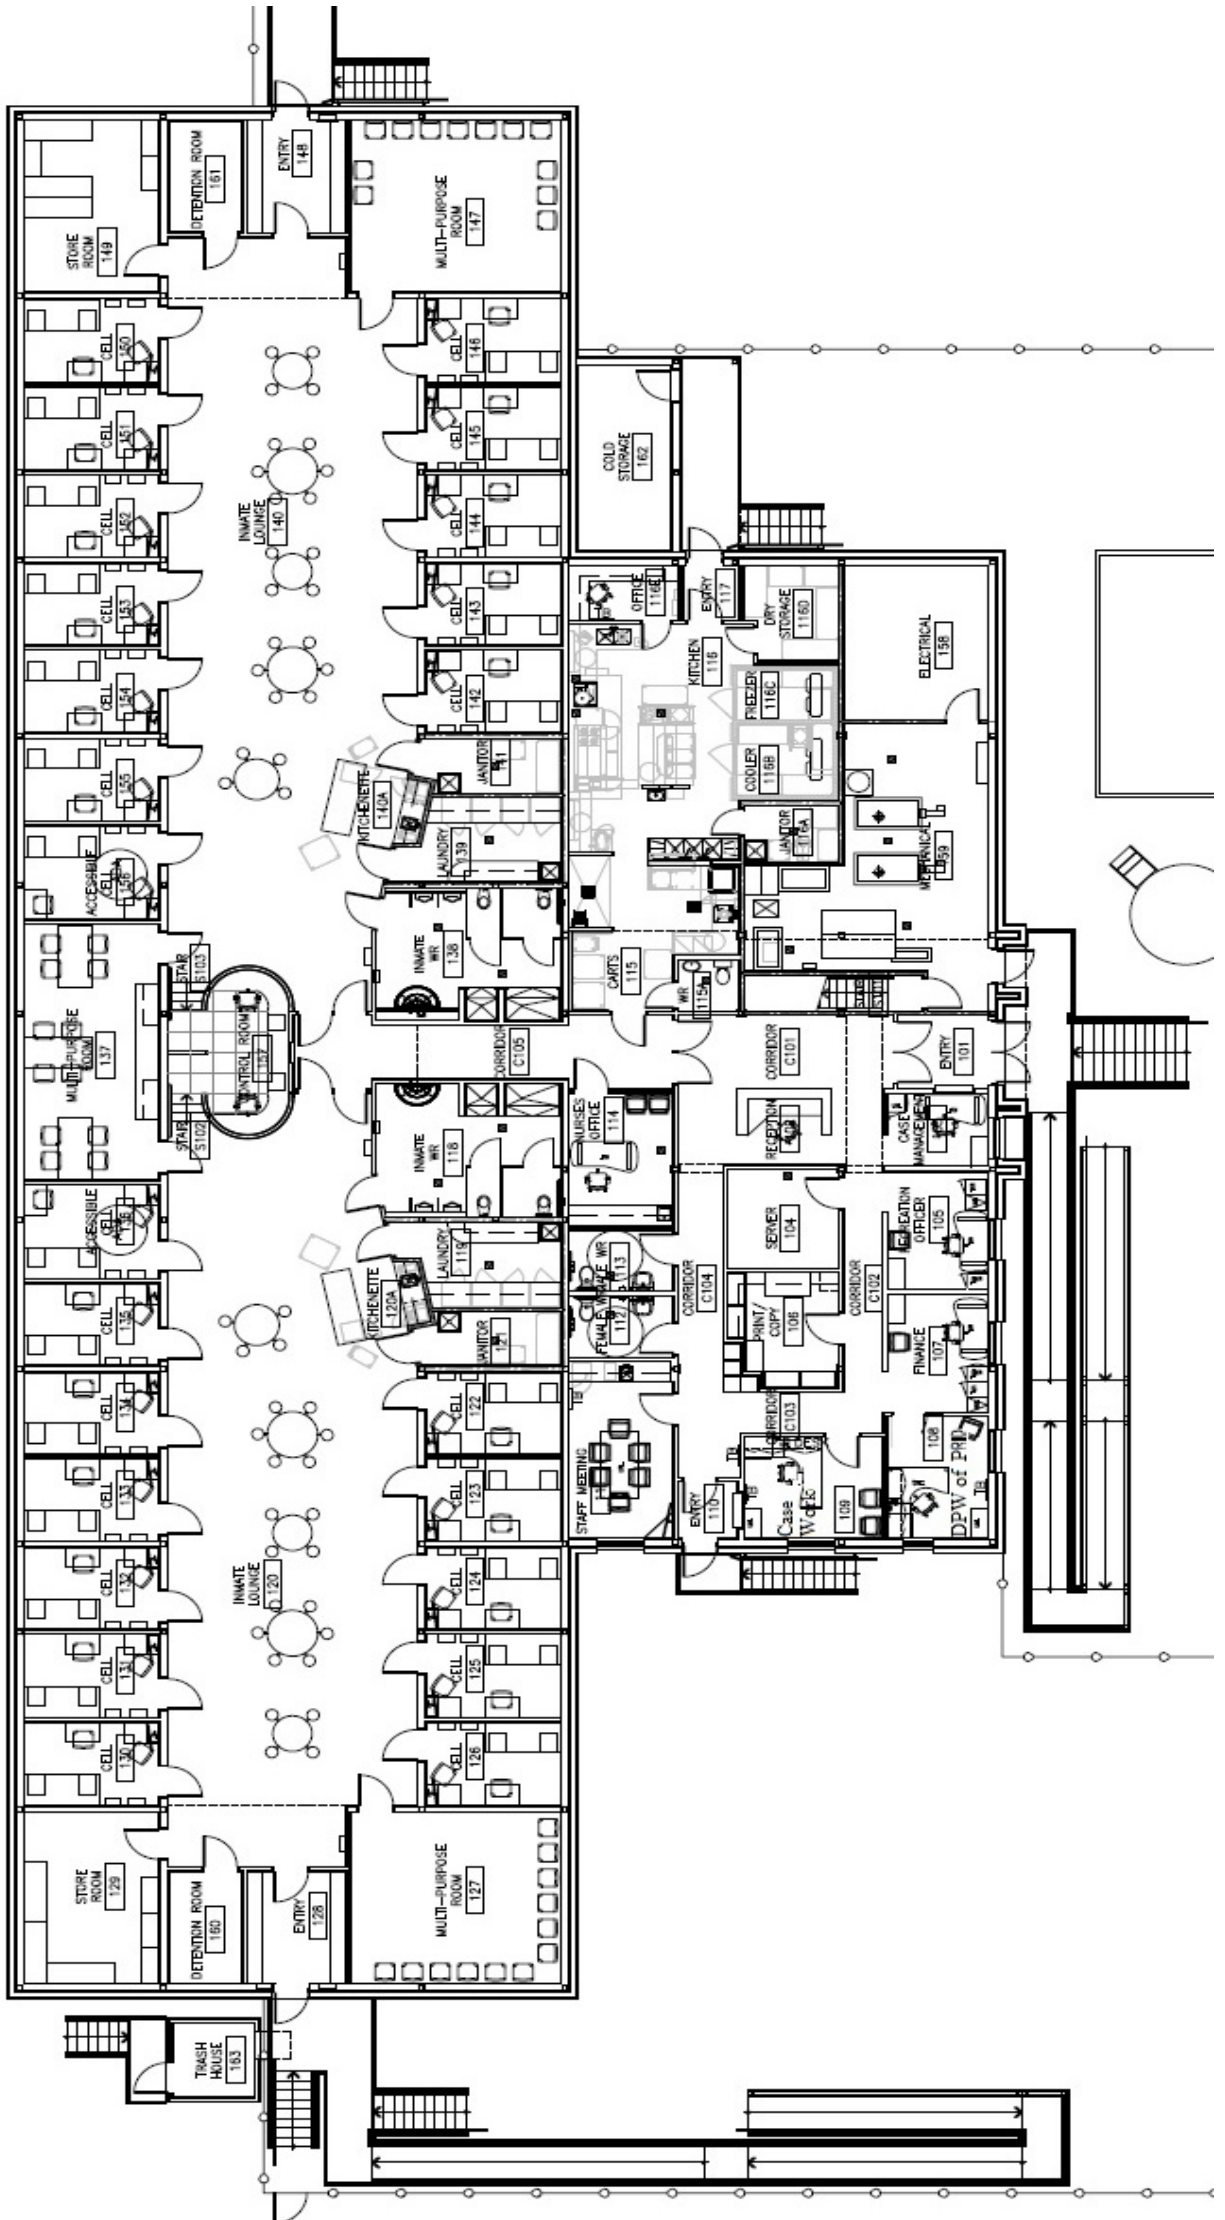 DETENTION ROOM
161
ENTRY
148
STORE
ROOM
149
MULTI-PURPOSE
ROOM
147
CELL
150
CELL
146
CELL
151
CELL
145
COLD
STORAGE
162
CELL
152
INMATE
LOUNGE
140
CELL
144
CELL
153
CELL
143
OFFICE
116E
ENTRY
117
DRY
STORAGE
116D
ELECTRICAL
158
CELL
154
CELL
142
KITCHEN
116
FREEZER
116C
CELL
155
KITCHENETTE
140A
JANITOR
141
COOLER
116B
ACCESSIBLE
CELL
156
LAUNDRY
139
JANITOR
116A
MECHANICAL
159
STAIR
S103
INMATE
WR
138
CARTS
115
WR
115A
MULTI-PURPOSE
ROOM
137
CONTROL ROOM
157
CORRIDOR
C105
CORRIDOR
C101
ENTRY
101
STAIR
S102
INMATE
WR
118
NURSES
OFFICE
114
RECEPTION
CASE
MANAGEMENT
ACCESSIBLE
CELL
136
KITCHENETTE
120A
LAUNDRY
119
MALE WR
113
CORRIDOR
C104
SERVER
104
CORRIDOR
C102
RECREATION
OFFICER
105
CELL
135
JANITOR
121
FEMALE WR
112
PRINT/
COPY
106
FINANCE
107
CELL
134
CELL
122
CORRIDOR
C103
108
DPW of PRID
TB
CELL
133
CELL
123
STAFF MEETING
TB
ENTRY
110
TB
Case
Work
109
TB
CELL
132
INMATE
LOUNGE
120
CELL
124
CELL
131
CELL
125
CELL
130
CELL
126
STORE
ROOM
129
DETENTION ROOM
160
ENTRY
128
MULTI-PURPOSE
ROOM
127
TRASH
HOUSE
163